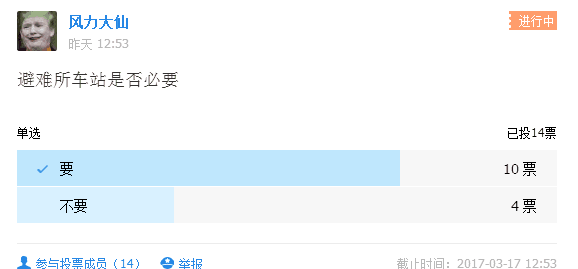 风力大仙
进行中
昨天 12:53
避难所车站是否必要
单选 已投14票
要 10 票
不要 4 票
参与投票成员（14） 举报 截止时间：2017-03-17 12:53